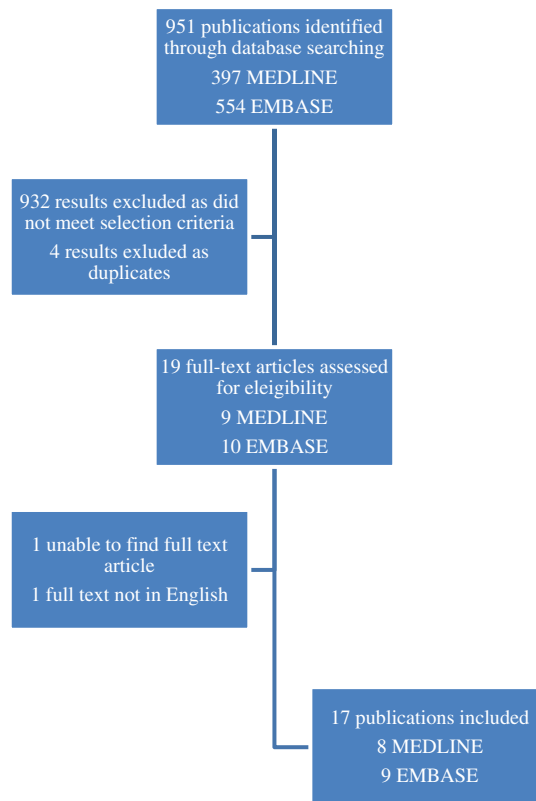 951 publications identified
through database searching
397 MEDLINE
554 EMBASE
932 results excluded as did
not meet selection criteria
4 results exluded as
duplicates
19 full-text articles assessed
for eleigibility
9 MEDLINE
10 EMBASE
1 unable to find full text
article
1 full text not in English
17 publications included
8 MEDLINE
9 EMBASE